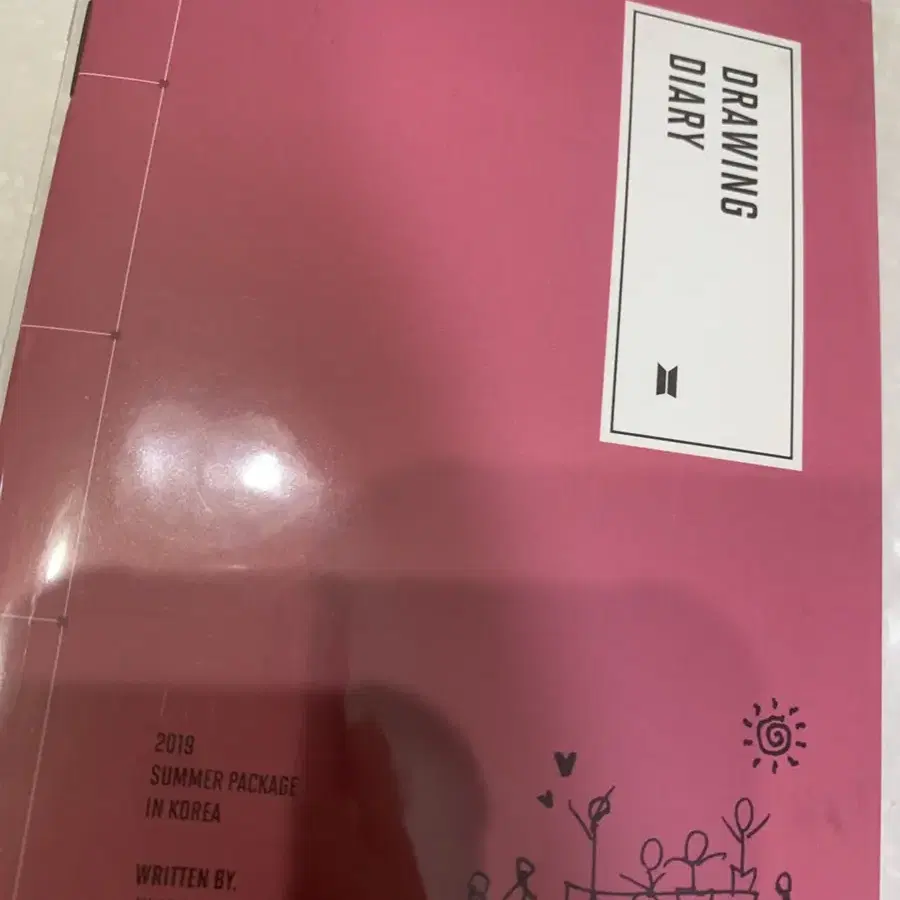 DRAWING
DIARY
2019
SUMMER PACKAGE
IN KOREA
WRITTEN BY.